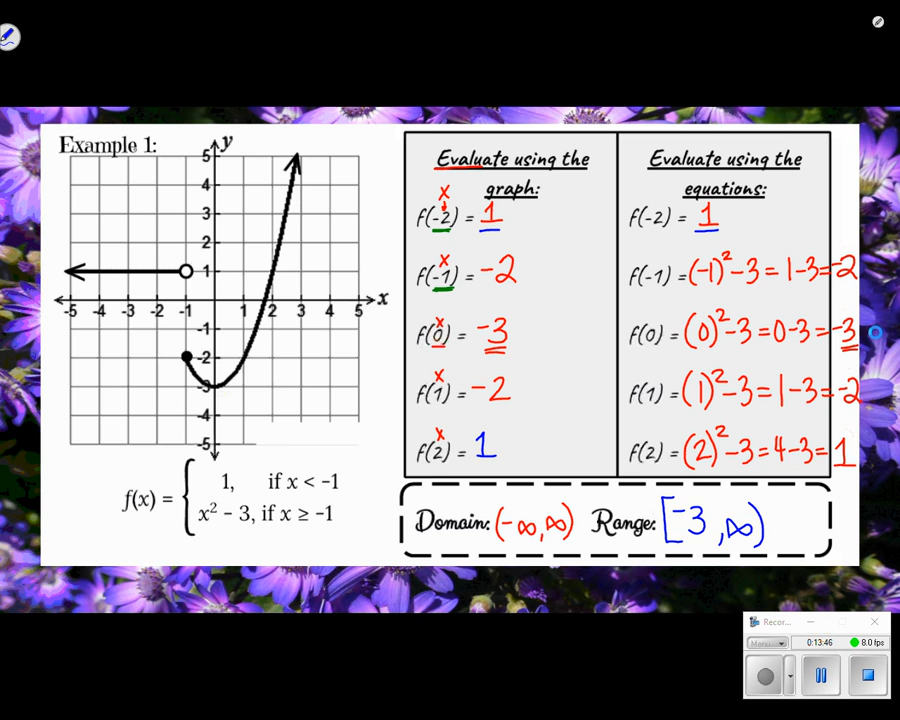 Example 1:
y
5
4
3
2
1
-5 -4 -3 -2 -1 1 2 3 4 5 x
-1
-2
-3
-4
-5
f(x) = { 1, if x < -1
x² - 3, if x ≥ -1
Evaluate using the
graph:
x
f(-2) = 1
x
f(-1) = -2
x
f(0) = -3
x
f(1) = -2
x
f(2) = 1
Evaluate using the
equations:
f(-2) = 1
f(-1) = (-1)² - 3 = 1 - 3 = -2
f(0) = (0)² - 3 = 0 - 3 = -3
f(1) = (1)² - 3 = 1 - 3 = -2
f(2) = (2)² - 3 = 4 - 3 = 1
Domain: (-∞, ∞) Range: [-3, ∞)
Recor...
Menu 0:13:46 8.0 fps